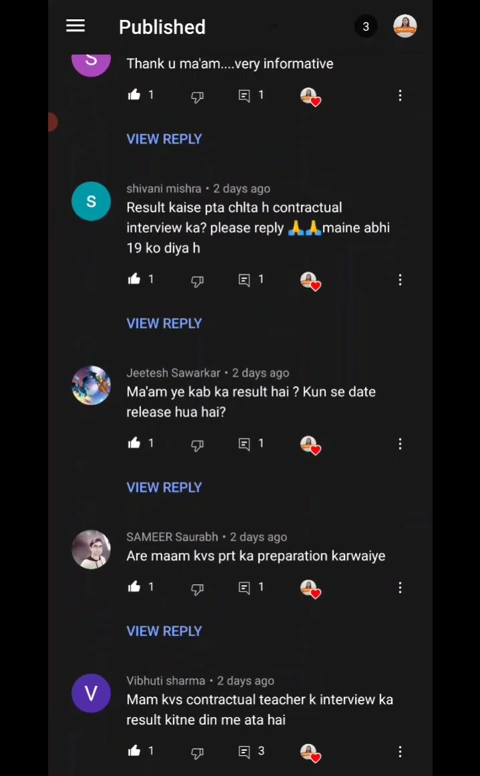 Published
3
S
Thank u ma'am....very informative
1
1
VIEW REPLY
S
shivani mishra • 2 days ago
Result kaise pta chlta h contractual
interview ka? please reply 🙏🙏maine abhi
19 ko diya h
1
1
VIEW REPLY
Jeetesh Sawarkar • 2 days ago
Ma'am ye kab ka result hai ? Kun se date
release hua hai?
1
1
VIEW REPLY
SAMEER Saurabh • 2 days ago
Are maam kvs prt ka preparation karwaiye
1
1
VIEW REPLY
V
Vibhuti sharma • 2 days ago
Mam kvs contractual teacher k interview ka
result kitne din me ata hai
1
3